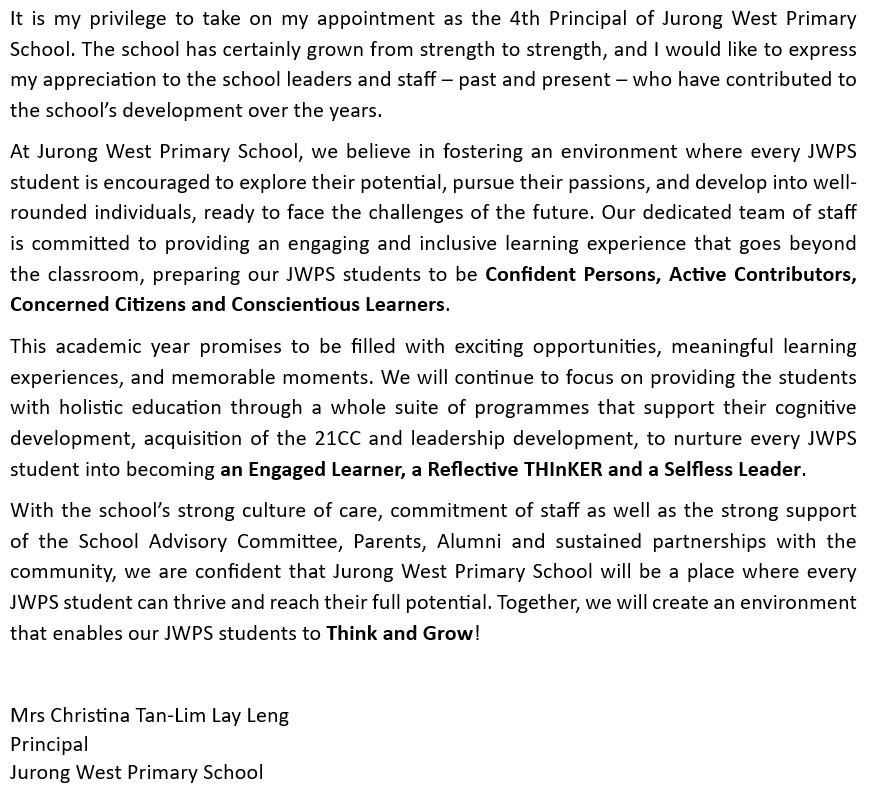 It is my privilege to take on my appointment as the 4th Principal of Jurong West Primary
School. The school has certainly grown from strength to strength, and I would like to express
my appreciation to the school leaders and staff – past and present – who have contributed to
the school’s development over the years.
At Jurong West Primary School, we believe in fostering an environment where every JWPS
student is encouraged to explore their potential, pursue their passions, and develop into well-
rounded individuals, ready to face the challenges of the future. Our dedicated team of staff
is committed to providing an engaging and inclusive learning experience that goes beyond
the classroom, preparing our JWPS students to be Confident Persons, Active Contributors,
Concerned Citizens and Conscientious Learners.
This academic year promises to be filled with exciting opportunities, meaningful learning
experiences, and memorable moments. We will continue to focus on providing the students
with holistic education through a whole suite of programmes that support their cognitive
development, acquisition of the 21CC and leadership development, to nurture every JWPS
student into becoming an Engaged Learner, a Reflective THInKER and a Selfless Leader.
With the school’s strong culture of care, commitment of staff as well as the strong support
of the School Advisory Committee, Parents, Alumni and sustained partnerships with the
community, we are confident that Jurong West Primary School will be a place where every
JWPS student can thrive and reach their full potential. Together, we will create an environment
that enables our JWPS students to Think and Grow!
Mrs Christina Tan-Lim Lay Leng
Principal
Jurong West Primary School